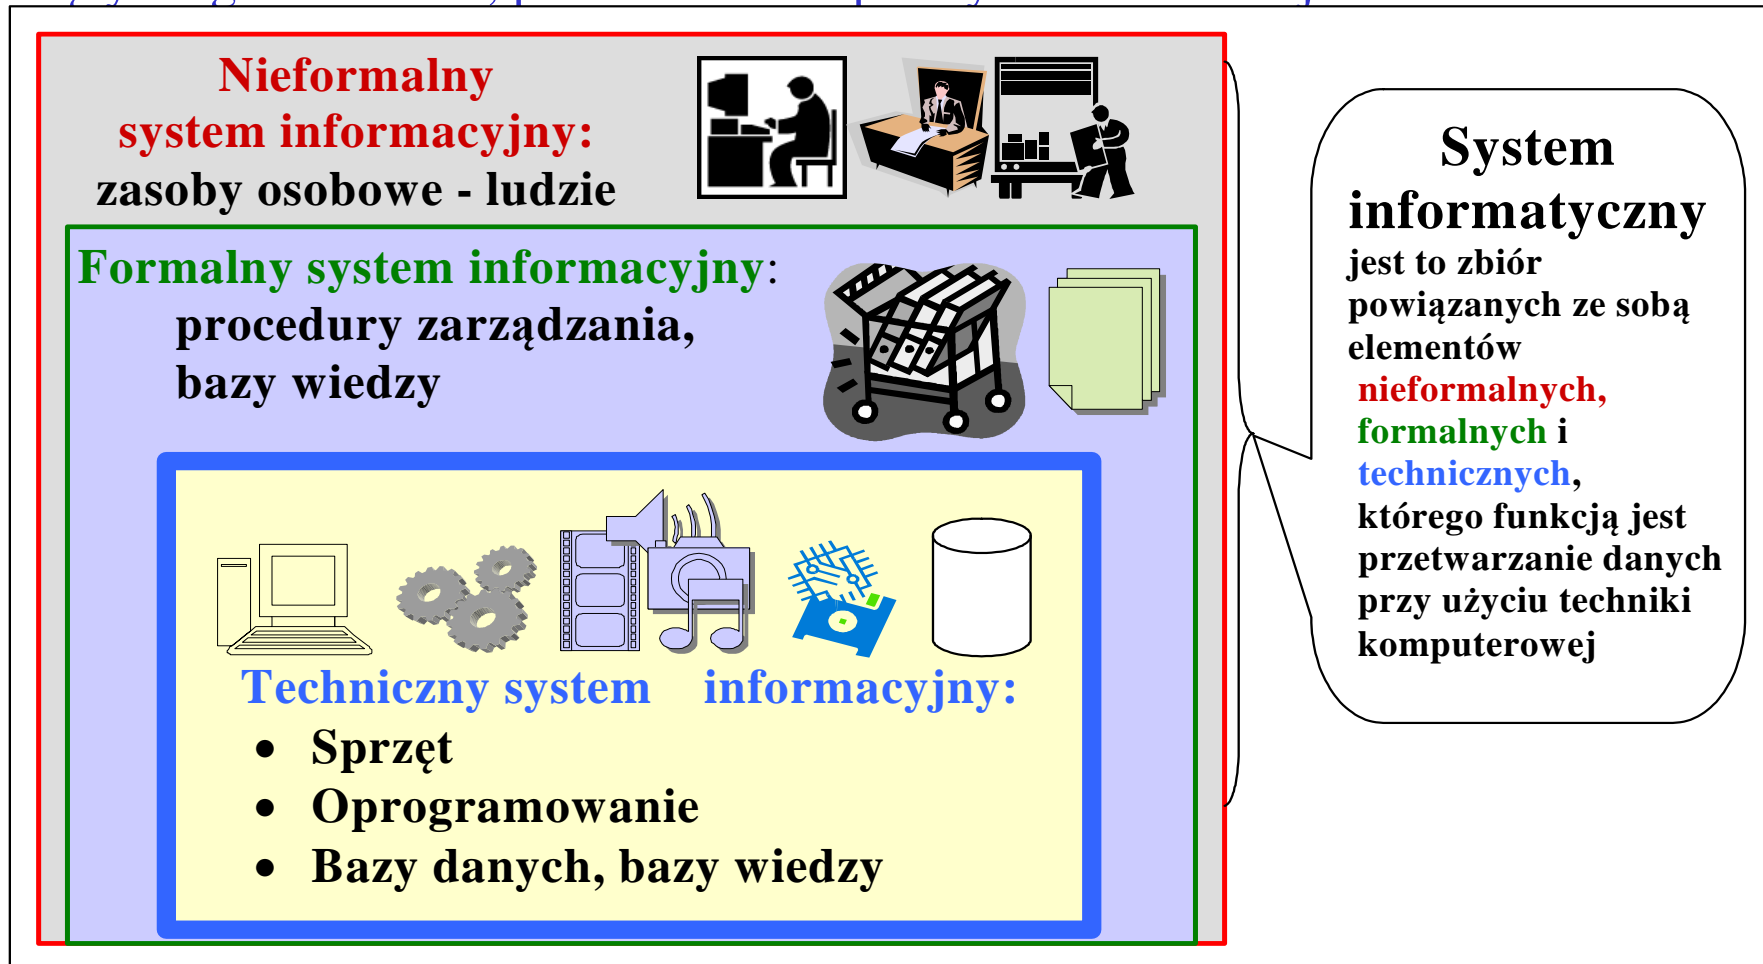 Nieformalny
system informacyjny:
zasoby osobowe - ludzie
Formalny system informacyjny:
procedury zarządzania,
bazy wiedzy
Techniczny system informacyjny:
• Sprzęt
• Oprogramowanie
• Bazy danych, bazy wiedzy
System
informatyczny
jest to zbiór
powiązanych ze sobą
elementów
nieformalnych,
formalnych i
technicznych,
którego funkcją jest
przetwarzanie danych
przy użyciu techniki
komputerowej